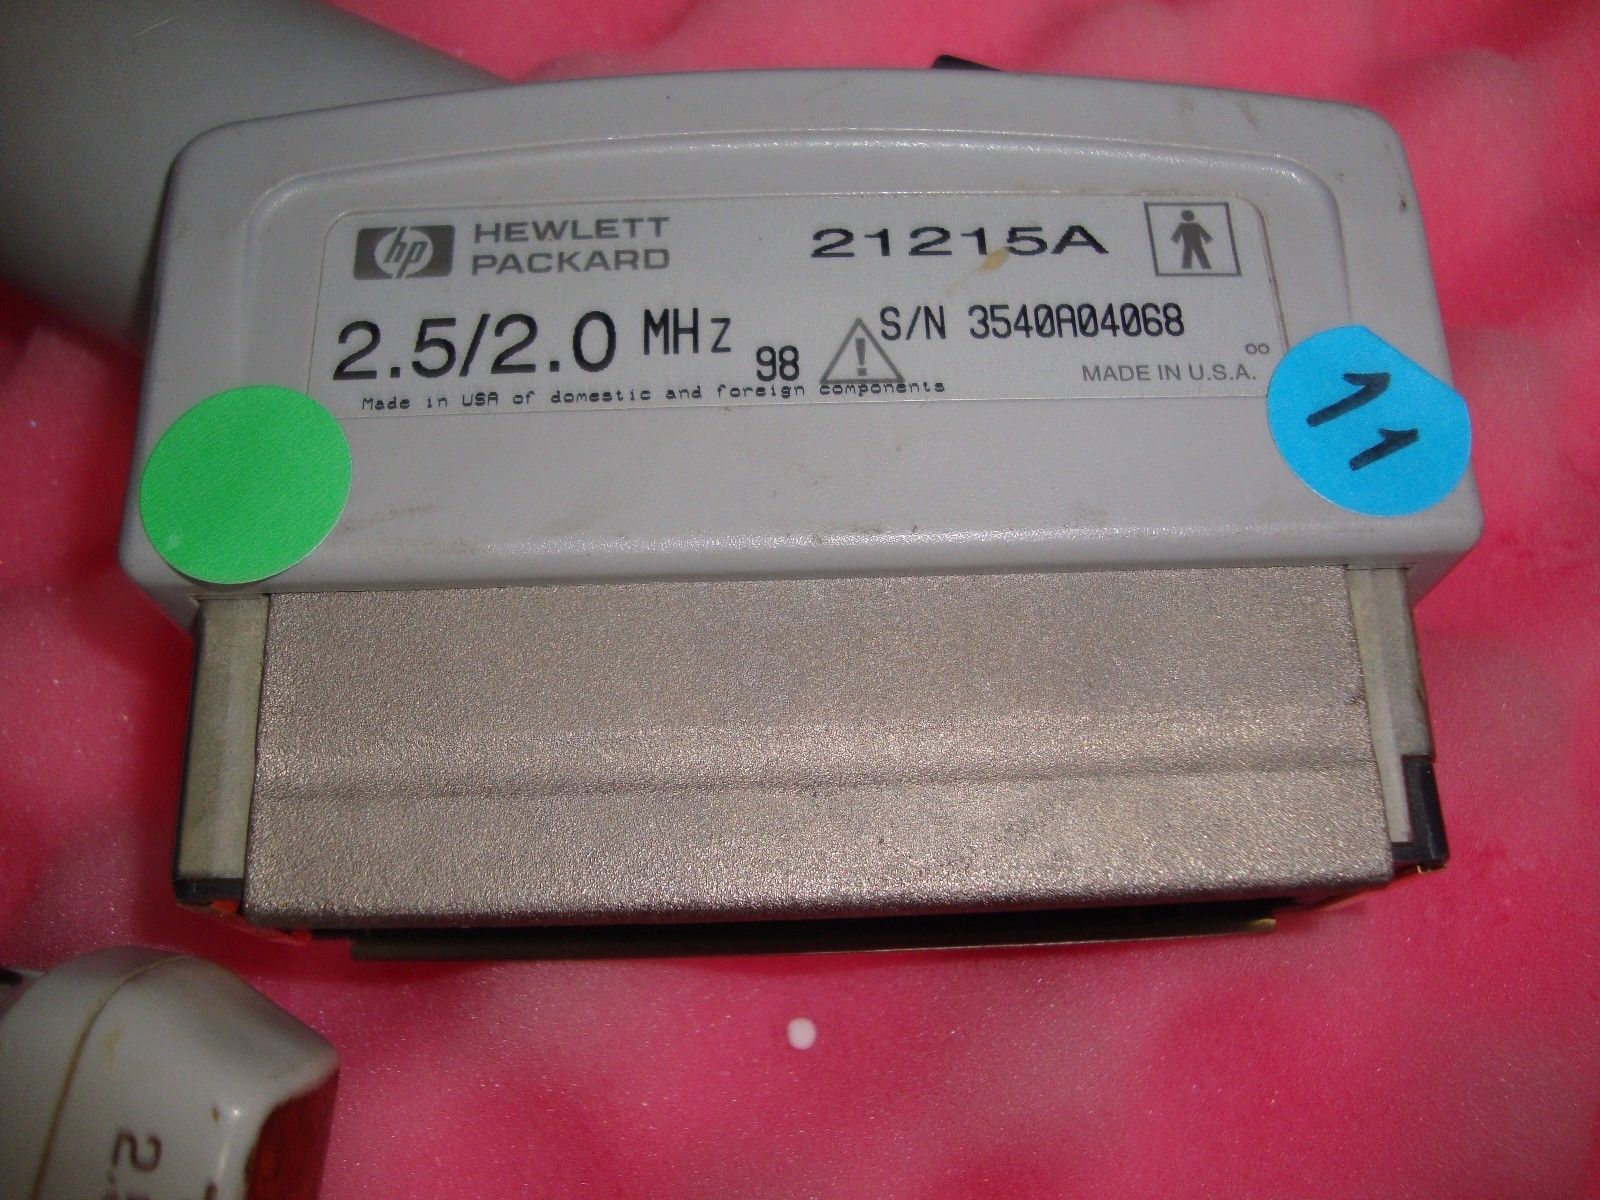 hp HEWLETT
PACKARD
21215A
2.5/2.0 MHz 98 S/N 3540A04068
MADE IN U.S.A.
Made in USA of domestic and foreign components
11
2.